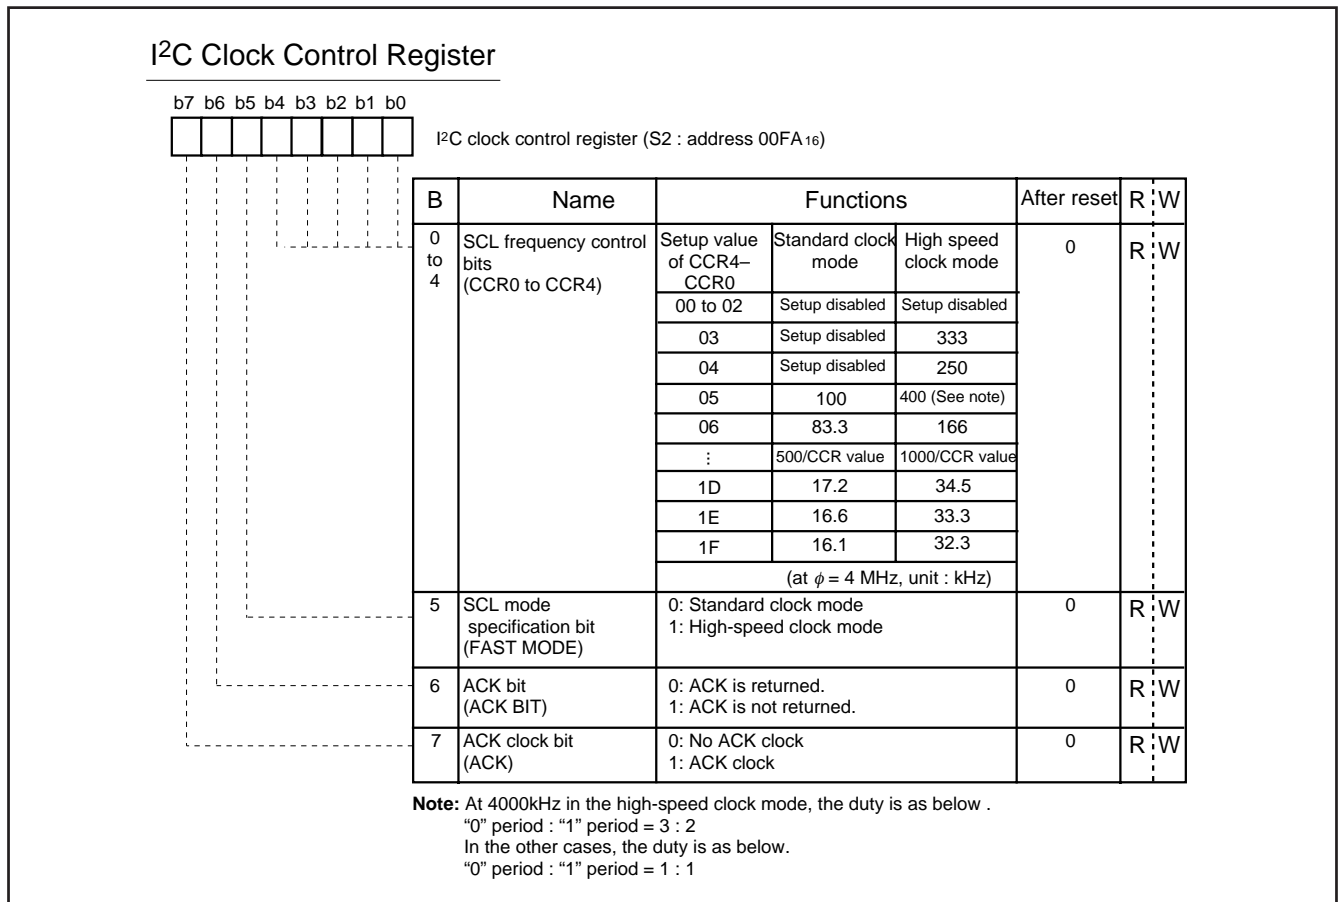 I2C Clock Control Register
b7 b6 b5 b4 b3 b2 b1 b0
I2C clock control register (S2 : address 00FA16)
B Name Functions After reset R W
0 to 4 SCL frequency control bits (CCR0 to CCR4) 0 R W
Setup value of CCR4–CCR0 Standard clock mode High speed clock mode
00 to 02 Setup disabled Setup disabled
03 Setup disabled 333
04 Setup disabled 250
05 100 400 (See note)
06 83.3 166
⋮ 500/CCR value 1000/CCR value
1D 17.2 34.5
1E 16.6 33.3
1F 16.1 32.3
(at ϕ = 4 MHz, unit : kHz)
5 SCL mode 0: Standard clock mode 0 R W
specification bit 1: High-speed clock mode
(FAST MODE)
6 ACK bit 0: ACK is returned. 0 R W
(ACK BIT) 1: ACK is not returned.
7 ACK clock bit 0: No ACK clock 0 R W
(ACK) 1: ACK clock
Note: At 4000kHz in the high-speed clock mode, the duty is as below .
“0” period : “1” period = 3 : 2
In the other cases, the duty is as below.
“0” period : “1” period = 1 : 1